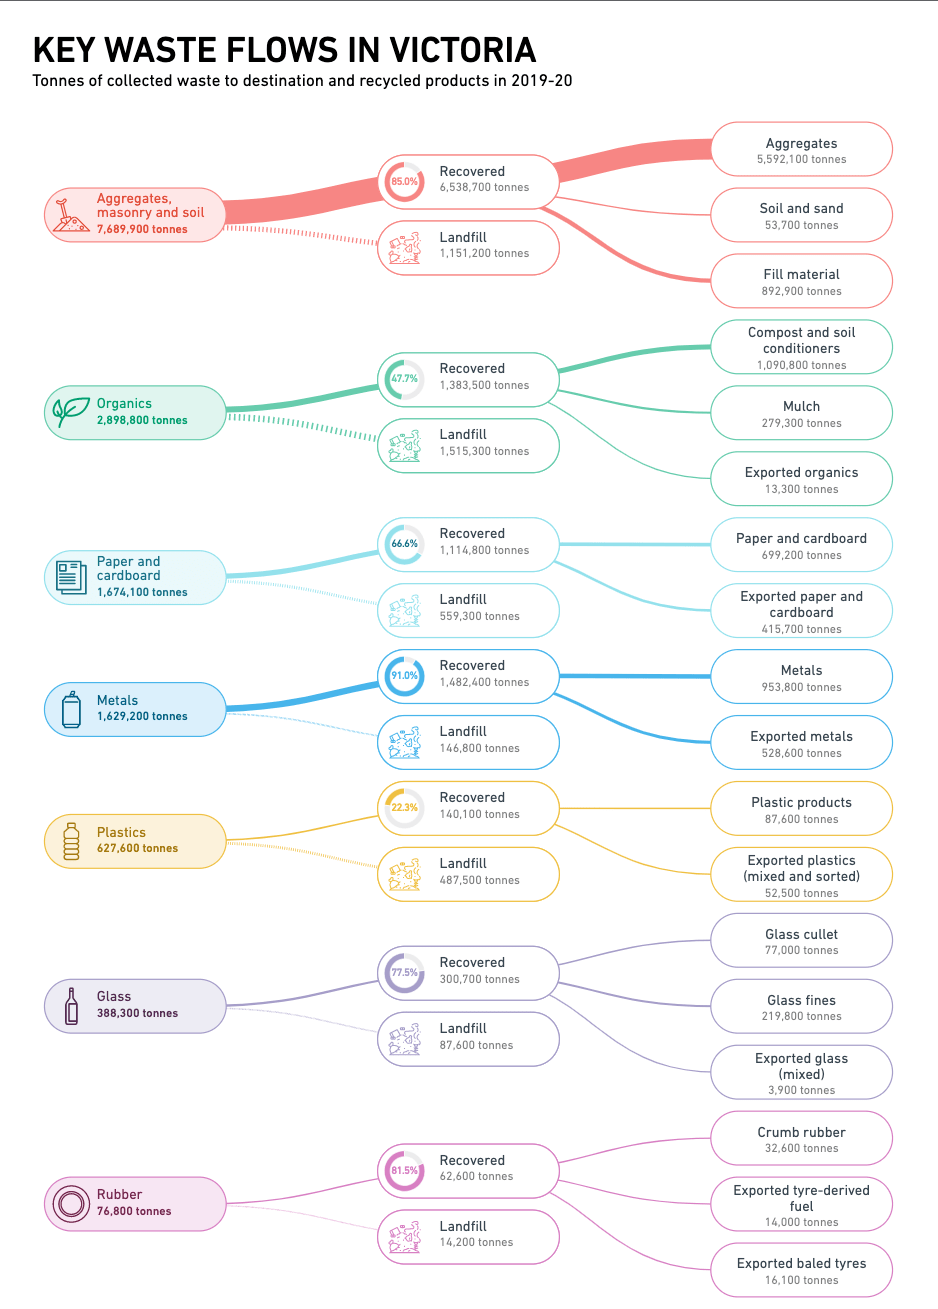 KEY WASTE FLOWS IN VICTORIA
Tonnes of collected waste to destination and recycled products in 2019-20
Aggregates,
masonry and soil
7,689,900 tonnes
85.0%
Recovered
6,538,700 tonnes
Landfill
1,151,200 tonnes
Aggregates
5,592,100 tonnes
Soil and sand
53,700 tonnes
Fill material
892,900 tonnes
Organics
2,898,800 tonnes
47.7%
Recovered
1,383,500 tonnes
Landfill
1,515,300 tonnes
Compost and soil
conditioners
1,090,800 tonnes
Mulch
279,300 tonnes
Exported organics
13,300 tonnes
Paper and
cardboard
1,674,100 tonnes
66.6%
Recovered
1,114,800 tonnes
Landfill
559,300 tonnes
Paper and cardboard
699,200 tonnes
Exported paper and
cardboard
415,700 tonnes
Metals
1,629,200 tonnes
91.0%
Recovered
1,482,400 tonnes
Landfill
146,800 tonnes
Metals
953,800 tonnes
Exported metals
528,600 tonnes
Plastics
627,600 tonnes
22.3%
Recovered
140,100 tonnes
Landfill
487,500 tonnes
Plastic products
87,600 tonnes
Exported plastics
(mixed and sorted)
52,500 tonnes
Glass
388,300 tonnes
77.5%
Recovered
300,700 tonnes
Landfill
87,600 tonnes
Glass cullet
77,000 tonnes
Glass fines
219,800 tonnes
Exported glass
(mixed)
3,900 tonnes
Rubber
76,800 tonnes
81.5%
Recovered
62,600 tonnes
Landfill
14,200 tonnes
Crumb rubber
32,600 tonnes
Exported tyre-derived
fuel
14,000 tonnes
Exported baled tyres
16,100 tonnes